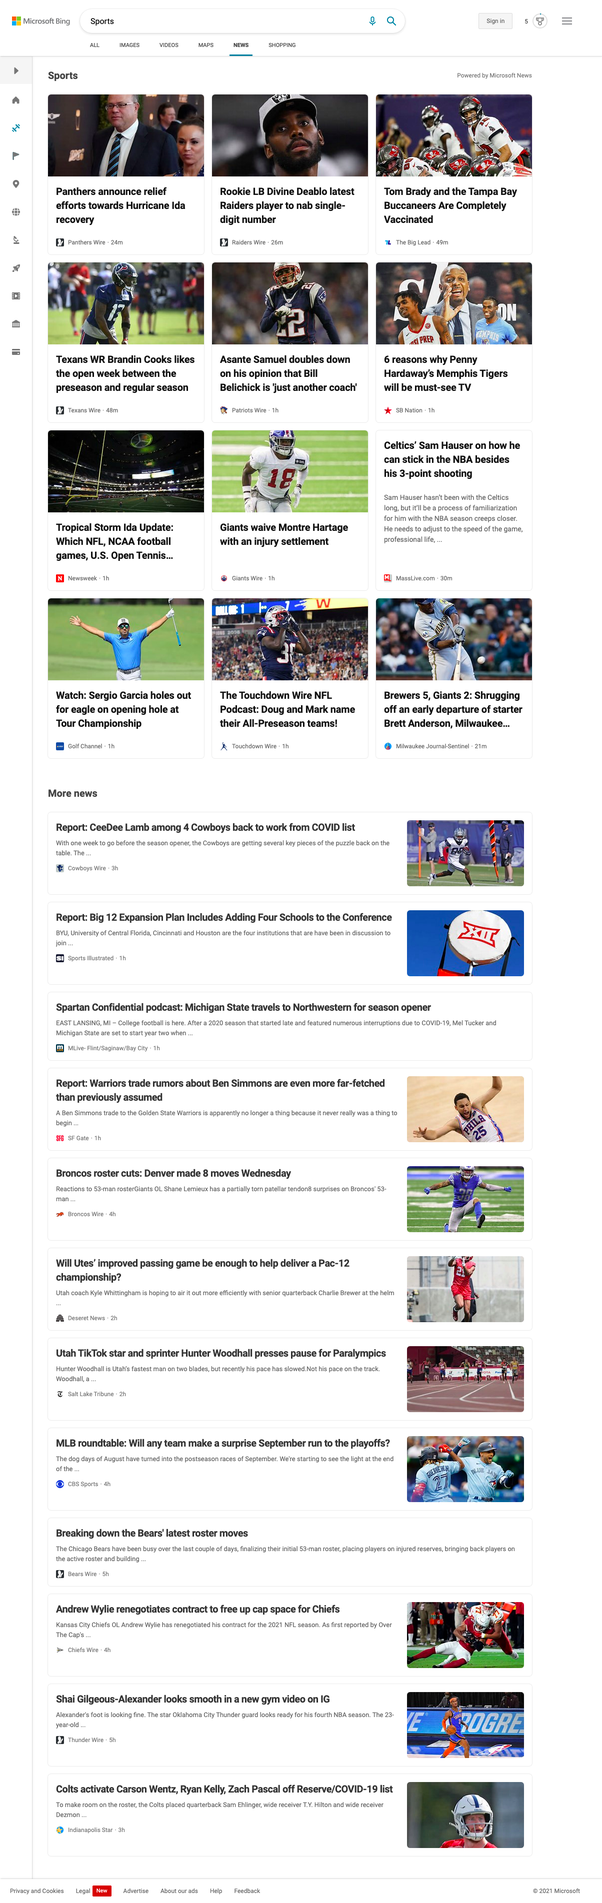 Microsoft Bing
Sports
Sign in
5
ALL IMAGES VIDEOS MAPS NEWS SHOPPING
Sports
Powered by Microsoft News
Panthers announce relief
efforts towards Hurricane Ida
recovery
Panthers Wire · 24m
Rookie LB Divine Deablo latest
Raiders player to nab single-
digit number
Raiders Wire · 26m
Tom Brady and the Tampa Bay
Buccaneers Are Completely
Vaccinated
The Big Lead · 49m
Texans WR Brandin Cooks likes
the open week between the
preseason and regular season
Texans Wire · 48m
22
Asante Samuel doubles down
on his opinion that Bill
Belichick is 'just another coach'
Patriots Wire · 1h
6 reasons why Penny
Hardaway's Memphis Tigers
will be must-see TV
SB Nation · 1h
Tropical Storm Ida Update:
Which NFL, NCAA football
games, U.S. Open Tennis...
Newsweek · 1h
18
Giants waive Montre Hartage
with an injury settlement
Giants Wire · 1h
Celtics' Sam Hauser on how he
can stick in the NBA besides
his 3-point shooting
Sam Hauser hasn't been with the Celtics
long, but it'll be a process of familiarization
for him with the NBA season creeps closer.
He needs to adjust to the speed of the game,
professional life, ...
MassLive.com · 30m
Watch: Sergio Garcia holes out
for eagle on opening hole at
Tour Championship
Golf Channel · 1h
The Touchdown Wire NFL
Podcast: Doug and Mark name
their All-Preseason teams!
Touchdown Wire · 1h
Brewers 5, Giants 2: Shrugging
off an early departure of starter
Brett Anderson, Milwaukee...
Milwaukee Journal-Sentinel · 21m
More news
Report: CeeDee Lamb among 4 Cowboys back to work from COVID list
With one week to go before the season opener, the Cowboys are getting several key pieces of the puzzle back on the
table. The ...
Cowboys Wire · 3h
Report: Big 12 Expansion Plan Includes Adding Four Schools to the Conference
BYU, University of Central Florida, Cincinnati and Houston are the four institutions that are have been in discussion to
join ...
Sports Illustrated · 1h
XII
Spartan Confidential podcast: Michigan State travels to Northwestern for season opener
EAST LANSING, MI – College football is here. After a 2020 season that started late and featured numerous interruptions due to COVID-19, Mel Tucker and
Michigan State are set to start year two when ...
MLive- Flint/Saginaw/Bay City · 1h
Report: Warriors trade rumors about Ben Simmons are even more far-fetched
than previously assumed
A Ben Simmons trade to the Golden State Warriors is apparently no longer a thing because it never really was a thing to
begin ...
SF Gate · 1h
PHILA
25
Broncos roster cuts: Denver made 8 moves Wednesday
Reactions to 53-man rosterGiants OL Shane Lemieux has a partially torn patellar tendon8 surprises on Broncos' 53-
man ...
Broncos Wire · 4h
Will Utes' improved passing game be enough to help deliver a Pac-12
championship?
Utah coach Kyle Whittingham is hoping to air it out more efficiently with senior quarterback Charlie Brewer at the helm
...
Deseret News · 2h
Utah TikTok star and sprinter Hunter Woodhall presses pause for Paralympics
Hunter Woodhall is Utah's fastest man on two blades, but recently his pace has slowed.Not his pace on the track.
Woodhall, a ...
Salt Lake Tribune · 2h
MLB roundtable: Will any team make a surprise September run to the playoffs?
The dog days of August have turned into the postseason races of September. We're starting to see the light at the end
of the ...
CBS Sports · 4h
27
Breaking down the Bears' latest roster moves
The Chicago Bears have been busy over the last couple of days, finalizing their initial 53-man roster, placing players on injured reserves, bringing back players on
the active roster and building ...
Bears Wire · 5h
Andrew Wylie renegotiates contract to free up cap space for Chiefs
Kansas City Chiefs OL Andrew Wylie has renegotiated his contract for the 2021 NFL season. As first reported by Over
The Cap's ...
Chiefs Wire · 4h
Shai Gilgeous-Alexander looks smooth in a new gym video on IG
Alexander's foot is looking fine. The star Oklahoma City Thunder guard looks ready for his fourth NBA season. The 23-
year-old ...
Thunder Wire · 5h
Colts activate Carson Wentz, Ryan Kelly, Zach Pascal off Reserve/COVID-19 list
To make room on the roster, the Colts placed quarterback Sam Ehlinger, wide receiver T.Y. Hilton and wide receiver
Dezmon ...
Indianapolis Star · 3h
Privacy and Cookies Legal New Advertise About our ads Help Feedback © 2021 Microsoft